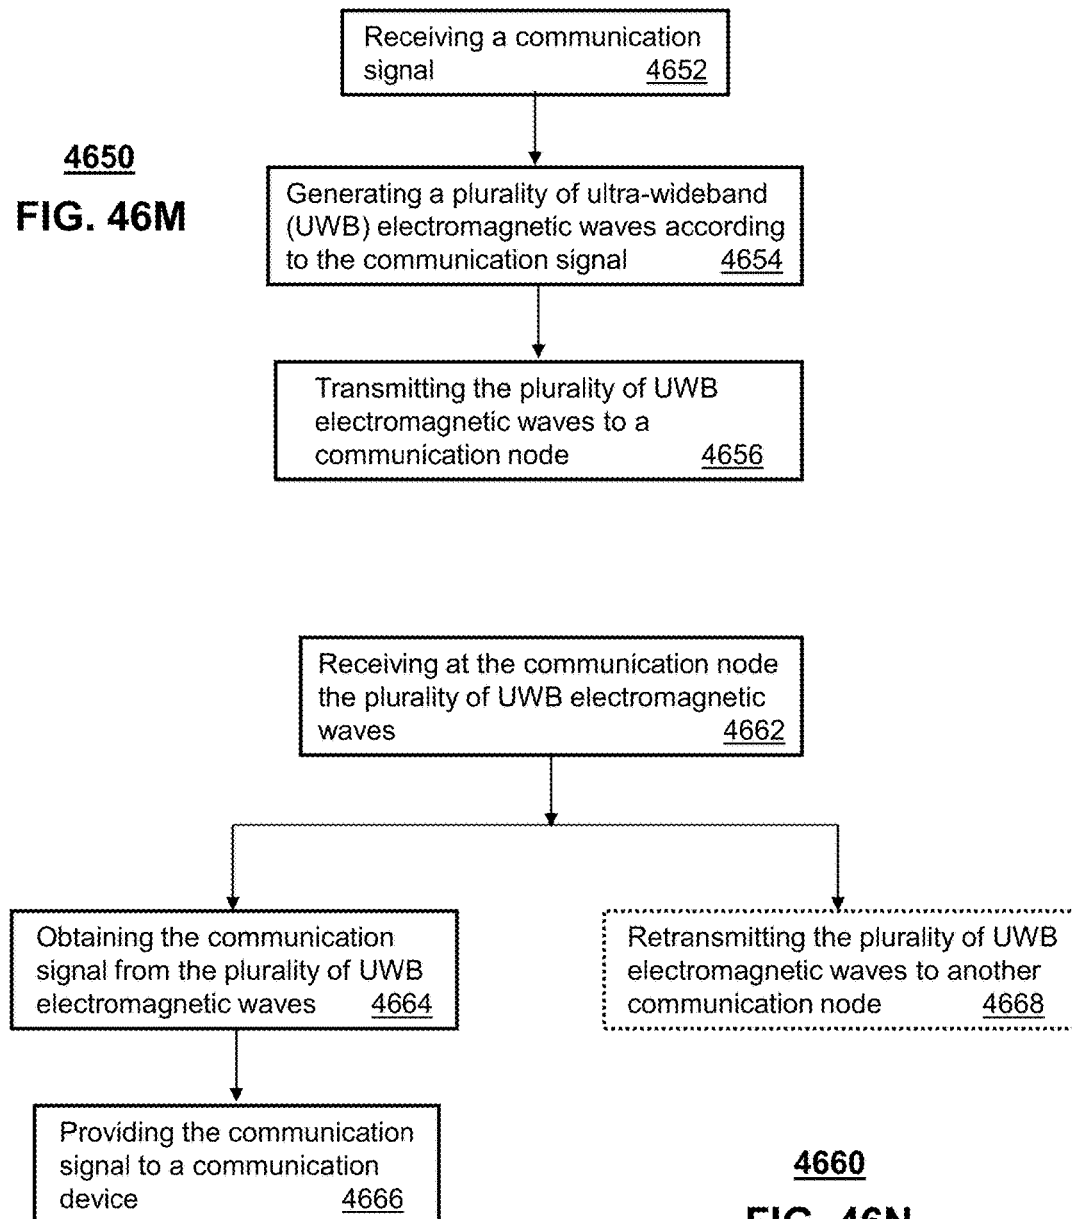 Receiving a communication
signal 4652
4650
FIG. 46M
Generating a plurality of ultra-wideband
(UWB) electromagnetic waves according
to the communication signal 4654
Transmitting the plurality of UWB
electromagnetic waves to a
communication node 4656
Receiving at the communication node
the plurality of UWB electromagnetic
waves 4662
Obtaining the communication
signal from the plurality of UWB
electromagnetic waves 4664
Retransmitting the plurality of UWB
electromagnetic waves to another
communication node 4668
Providing the communication
signal to a communication
device 4666
4660
FIG. 46N